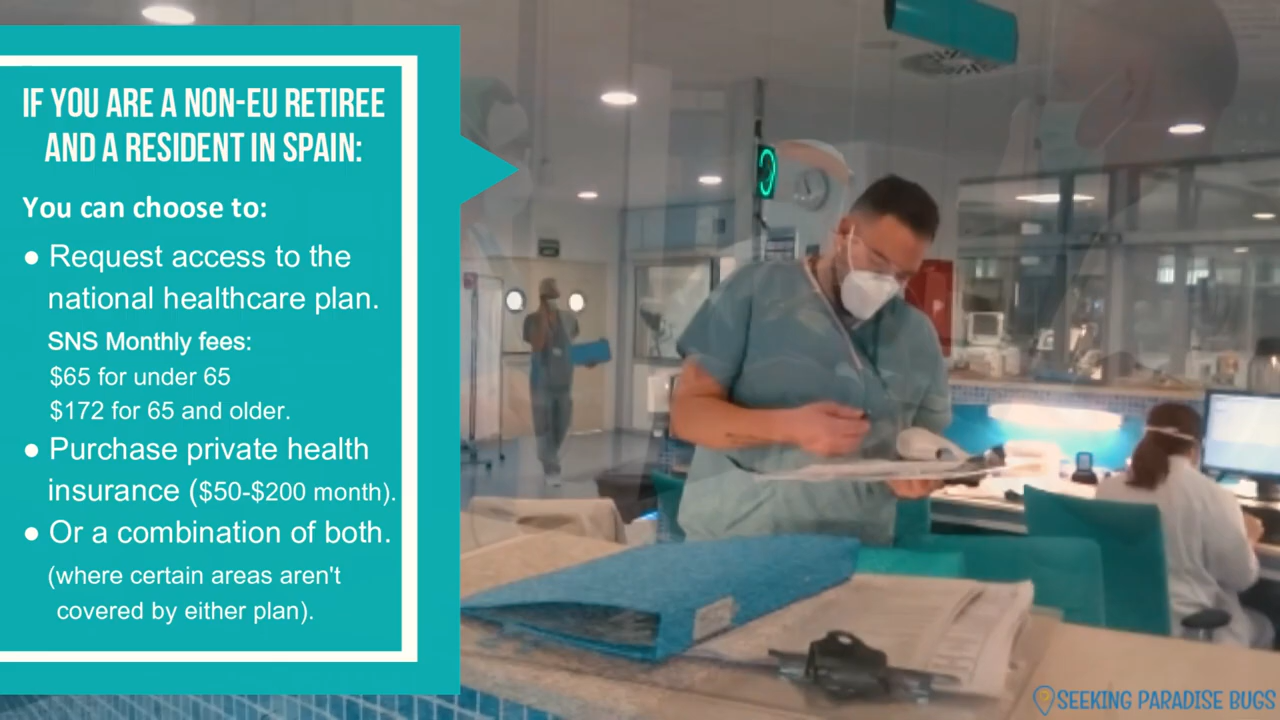 IF YOU ARE A NON-EU RETIREE
AND A RESIDENT IN SPAIN:
You can choose to:
● Request access to the
national healthcare plan.
SNS Monthly fees:
$65 for under 65
$172 for 65 and older.
● Purchase private health
insurance ($50-$200 month).
● Or a combination of both.
(where certain areas aren't
covered by either plan).
SEEKING PARADISE BUGS